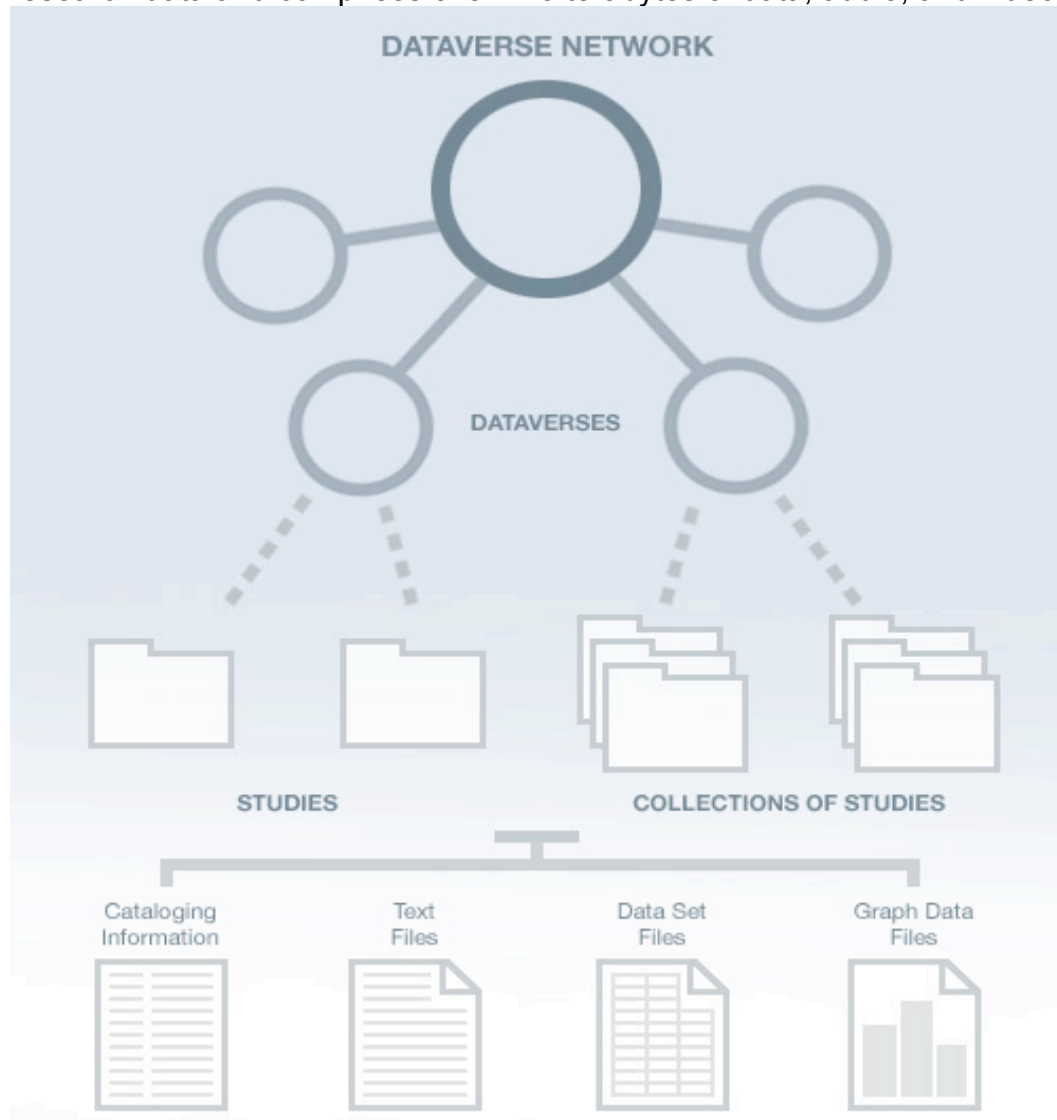 DATAVERSE NETWORK
DATAVERSES
STUDIES
COLLECTIONS OF STUDIES
Cataloging
Information
Text
Files
Data Set
Files
Graph Data
Files